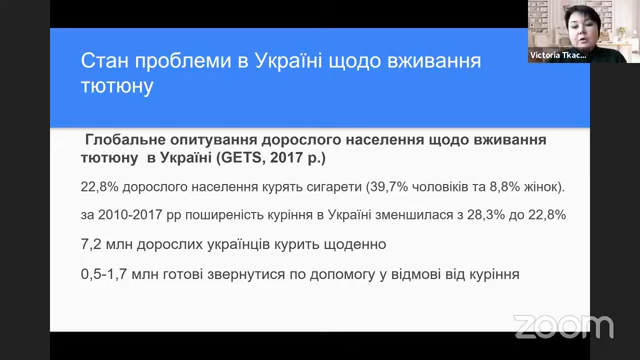 Стан проблеми в Україні щодо вживання
тютюну
Victoria Tkac...
Глобальне опитування дорослого населення щодо вживання
тютюну в Україні (GETS, 2017 р.)
22,8% дорослого населення курять сигарети (39,7% чоловіків та 8,8% жінок).
за 2010-2017 рр поширеність куріння в Україні зменшилася з 28,3% до 22,8%
7,2 млн дорослих українців курить щоденно
0,5-1,7 млн готові звернутися по допомогу у відмові від куріння
zoom